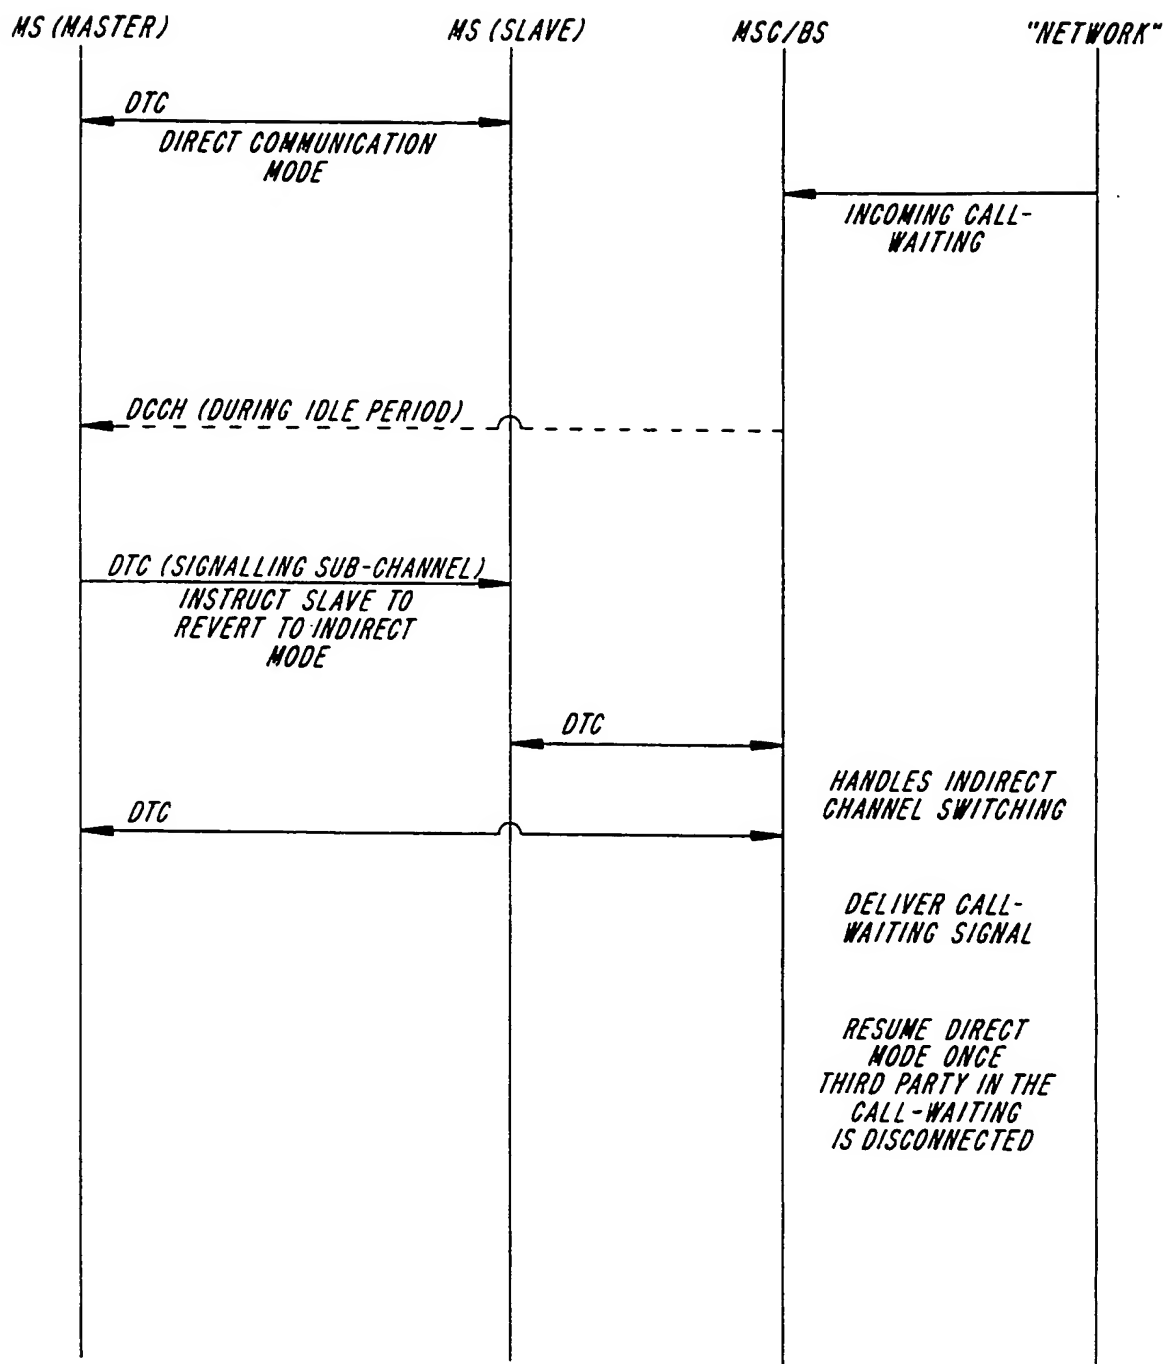 MS (MASTER)
MS (SLAVE)
MSC/BS
"NETWORK"
DTC
DIRECT COMMUNICATION
MODE
INCOMING CALL-
WAITING
DCCH (DURING IDLE PERIOD)
DTC (SIGNALLING SUB-CHANNEL)
INSTRUCT SLAVE TO
REVERT TO INDIRECT
MODE
DTC
HANDLES INDIRECT
CHANNEL SWITCHING
DTC
DELIVER CALL-
WAITING SIGNAL
RESUME DIRECT
MODE ONCE
THIRD PARTY IN THE
CALL-WAITING
IS DISCONNECTED